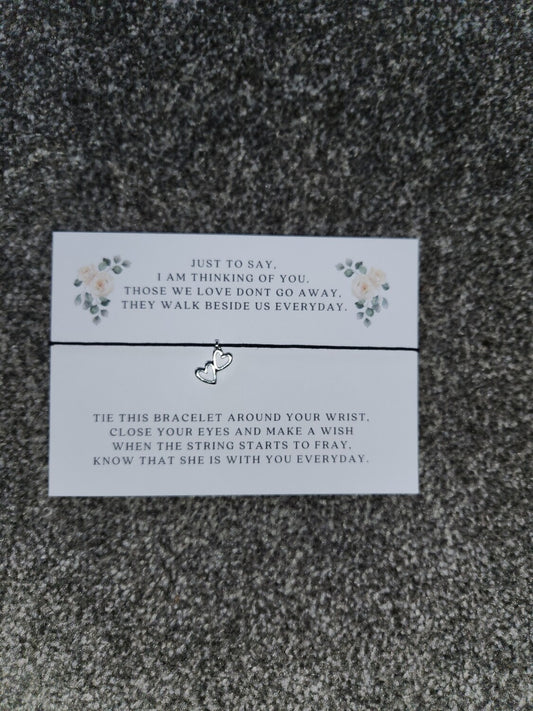 JUST TO SAY,
I AM THINKING OF YOU.
THOSE WE LOVE DONT GO AWAY,
THEY WALK BESIDE US EVERYDAY.
TIE THIS BRACELET AROUND YOUR WRIST,
CLOSE YOUR EYES AND MAKE A WISH
WHEN THE STRING STARTS TO FRAY,
KNOW THAT SHE IS WITH YOU EVERYDAY.